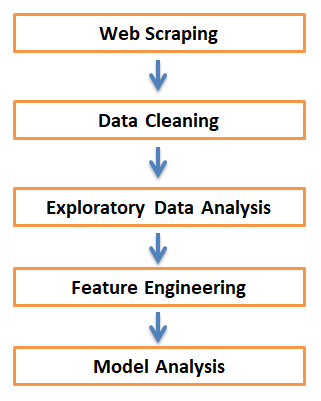 Web Scraping
Data Cleaning
Exploratory Data Analysis
Feature Engineering
Model Analysis